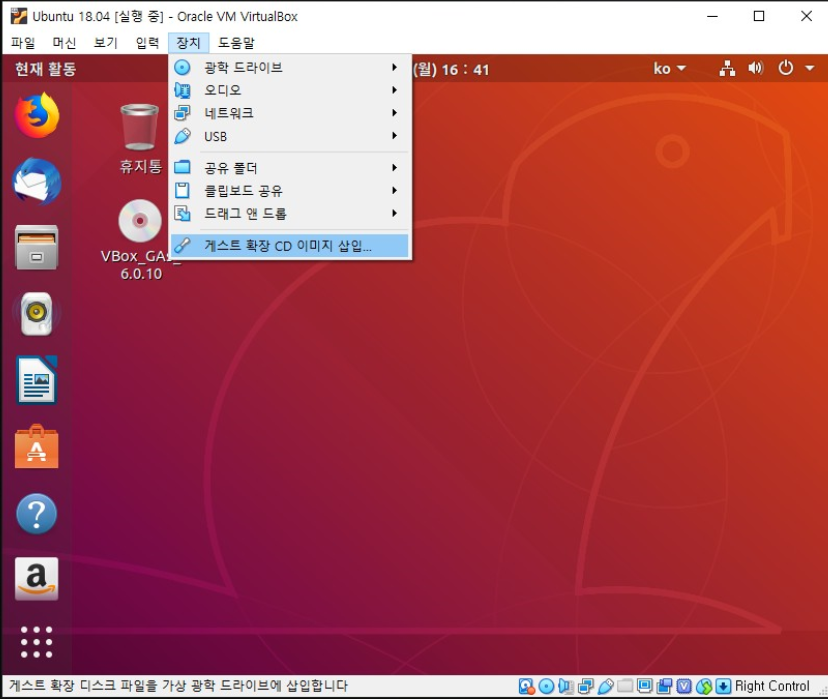 Ubuntu 18.04 [실행 중] - Oracle VM VirtualBox
파일 머신 보기 입력 장치 도움말
현재 활동
(월) 16 : 41
ko
광학 드라이브
오디오
네트워크
USB
공유 폴더
클립보드 공유
드래그 앤 드롭
게스트 확장 CD 이미지 삽입...
휴지통
VBox_GAs_
6.0.10
게스트 확장 디스크 파일을 가상 광학 드라이브에 삽입합니다
Right Control